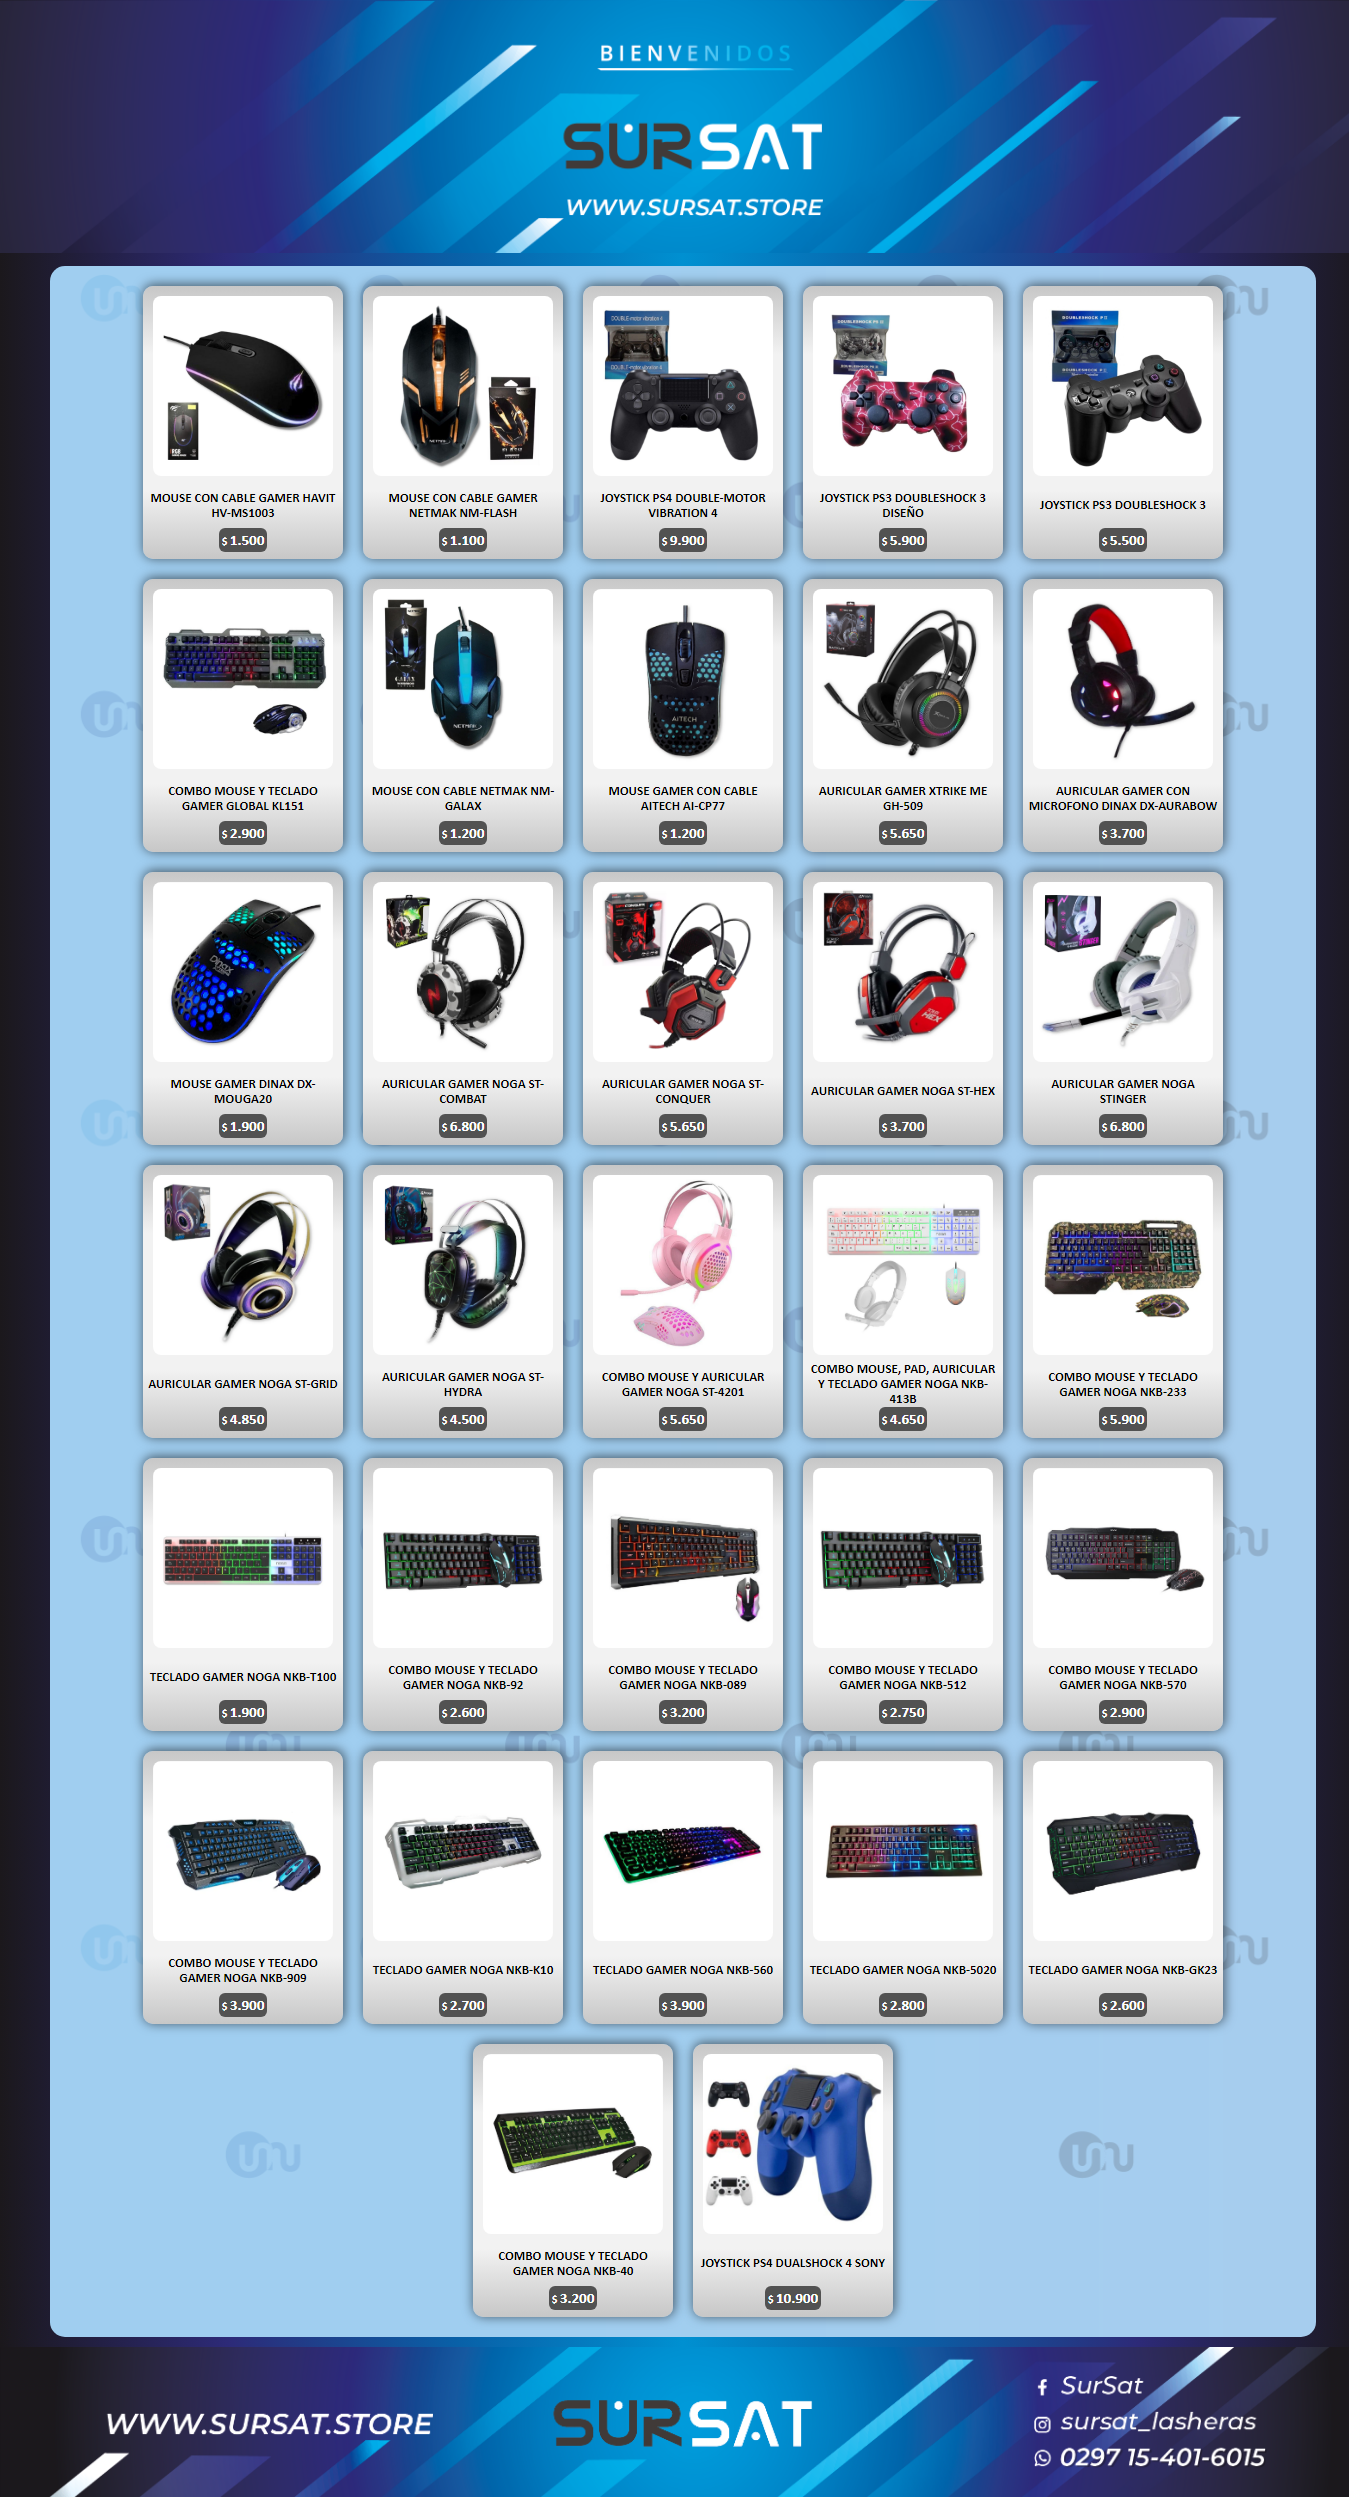 BIENVENIDOS
SURSAT
WWW.SURSAT.STORE
MOUSE CON CABLE GAMER HAVIT
HV-MS1003
$ 1.500
MOUSE CON CABLE GAMER
NETMAK NM-FLASH
$ 1.100
JOYSTICK PS4 DOUBLE-MOTOR
VIBRATION 4
$ 9.900
JOYSTICK PS3 DOUBLESHOCK 3
DISEÑO
$ 5.900
JOYSTICK PS3 DOUBLESHOCK 3
$ 5.500
COMBO MOUSE Y TECLADO
GAMER GLOBAL KL151
$ 2.900
MOUSE CON CABLE NETMAK NM-
GALAX
$ 1.200
AITECH
MOUSE GAMER CON CABLE
AITECH AI-CP77
$ 1.200
AURICULAR GAMER XTRIKE ME
GH-509
$ 5.650
AURICULAR GAMER CON
MICROFONO DINAX DX-AURABOW
$ 3.700
MOUSE GAMER DINAX DX-
MOUGA20
$ 1.900
AURICULAR GAMER NOGA ST-
COMBAT
$ 6.800
AURICULAR GAMER NOGA ST-
CONQUER
$ 5.650
HEX
AURICULAR GAMER NOGA ST-HEX
$ 3.700
AURICULAR GAMER NOGA
STINGER
$ 6.800
AURICULAR GAMER NOGA ST-GRID
$ 4.850
AURICULAR GAMER NOGA ST-
HYDRA
$ 4.500
COMBO MOUSE Y AURICULAR
GAMER NOGA ST-4201
$ 5.650
COMBO MOUSE, PAD, AURICULAR
Y TECLADO GAMER NOGA NKB-
413B
$ 4.650
COMBO MOUSE Y TECLADO
GAMER NOGA NKB-233
$ 5.900
TECLADO GAMER NOGA NKB-T100
$ 1.900
COMBO MOUSE Y TECLADO
GAMER NOGA NKB-92
$ 2.600
COMBO MOUSE Y TECLADO
GAMER NOGA NKB-089
$ 3.200
COMBO MOUSE Y TECLADO
GAMER NOGA NKB-512
$ 2.750
COMBO MOUSE Y TECLADO
GAMER NOGA NKB-570
$ 2.900
COMBO MOUSE Y TECLADO
GAMER NOGA NKB-909
$ 3.900
TECLADO GAMER NOGA NKB-K10
$ 2.700
TECLADO GAMER NOGA NKB-560
$ 3.900
TECLADO GAMER NOGA NKB-5020
$ 2.800
TECLADO GAMER NOGA NKB-GK23
$ 2.600
COMBO MOUSE Y TECLADO
GAMER NOGA NKB-40
$ 3.200
JOYSTICK PS4 DUALSHOCK 4 SONY
$ 10.900
WWW.SURSAT.STORE
SURSAT
SurSat
sursat_lasheras
0297 15-401-6015